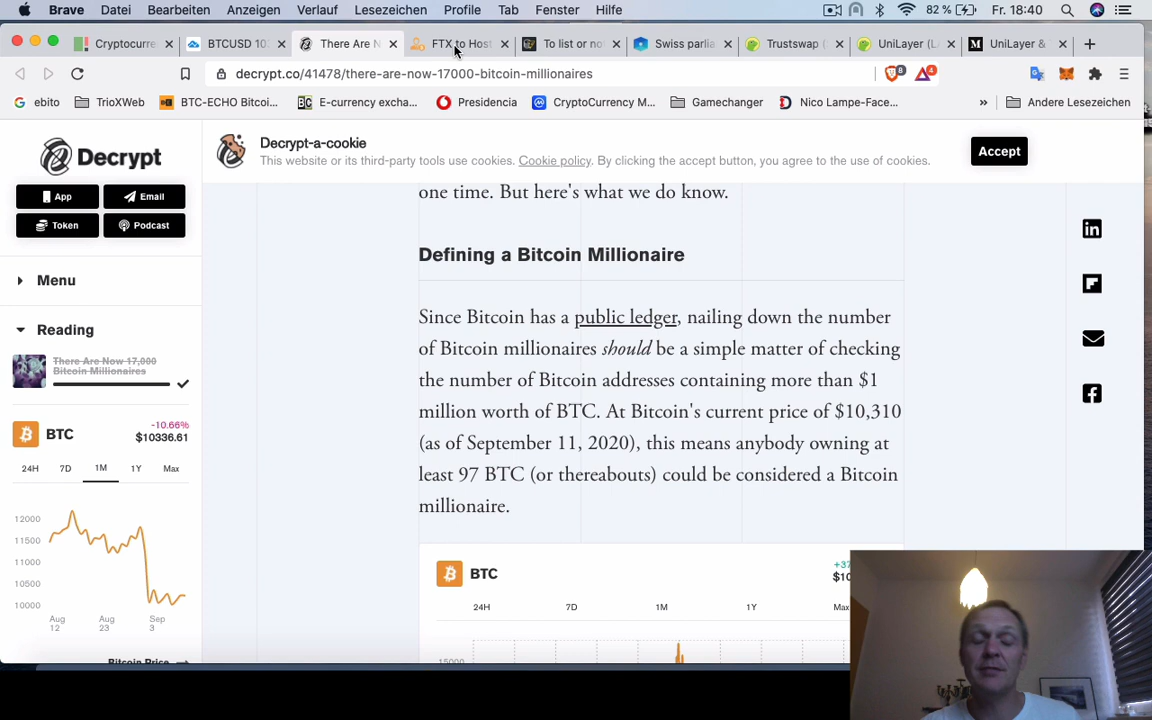 Brave Datei Bearbeiten Anzeigen Verlauf Lesezeichen Profile Tab Fenster Hilfe 82 % Fr. 18:40
Cryptocurre BTCUSD 10 There Are N FTX to Host To list or no Swiss parlia Trustswap ( UniLayer (LA UniLayer &
decrypt.co/41478/there-are-now-17000-bitcoin-millionaires 8 4
ebito TrioXWeb BTC-ECHO Bitcoi... E-currency excha... Presidencia CryptoCurrency M... Gamechanger Nico Lampe-Face... » Andere Lesezeichen
Decrypt
App Email
Token Podcast
Menu
Reading
There Are Now 17,000
Bitcoin Millionaires
BTC
-10.66%
$10336.61
24H 7D 1M 1Y Max
12000
11500
11000
10500
10000
Aug
12
Aug
23
Sep
3
Bitcoin Price
Decrypt-a-cookie
This website or its third-party tools use cookies. Cookie policy. By clicking the accept button, you agree to the use of cookies.
Accept
one time. But here's what we do know.
Defining a Bitcoin Millionaire
Since Bitcoin has a public ledger, nailing down the number
of Bitcoin millionaires should be a simple matter of checking
the number of Bitcoin addresses containing more than $1
million worth of BTC. At Bitcoin's current price of $10,310
(as of September 11, 2020), this means anybody owning at
least 97 BTC (or thereabouts) could be considered a Bitcoin
millionaire.
BTC
+37
$10
24H 7D 1M 1Y Max
15000